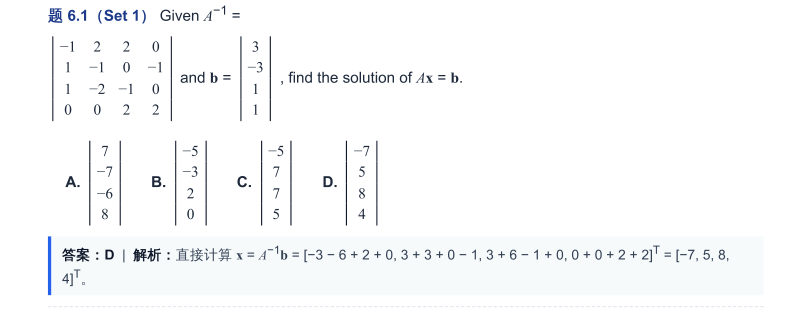 题 6.1（Set 1） Given A⁻¹ =
−1 2 2 0
1 −1 0 −1
1 −2 −1 0
0 0 2 2
and b =
3
−3
1
1
, find the solution of Ax = b.
A.
7
−7
−6
8
B.
−5
−3
2
0
C.
−5
7
7
5
D.
−7
5
8
4
答案：D | 解析：直接计算 x = A⁻¹b = [−3 − 6 + 2 + 0, 3 + 3 + 0 − 1, 3 + 6 − 1 + 0, 0 + 0 + 2 + 2]ᵀ = [−7, 5, 8,
4]ᵀ。